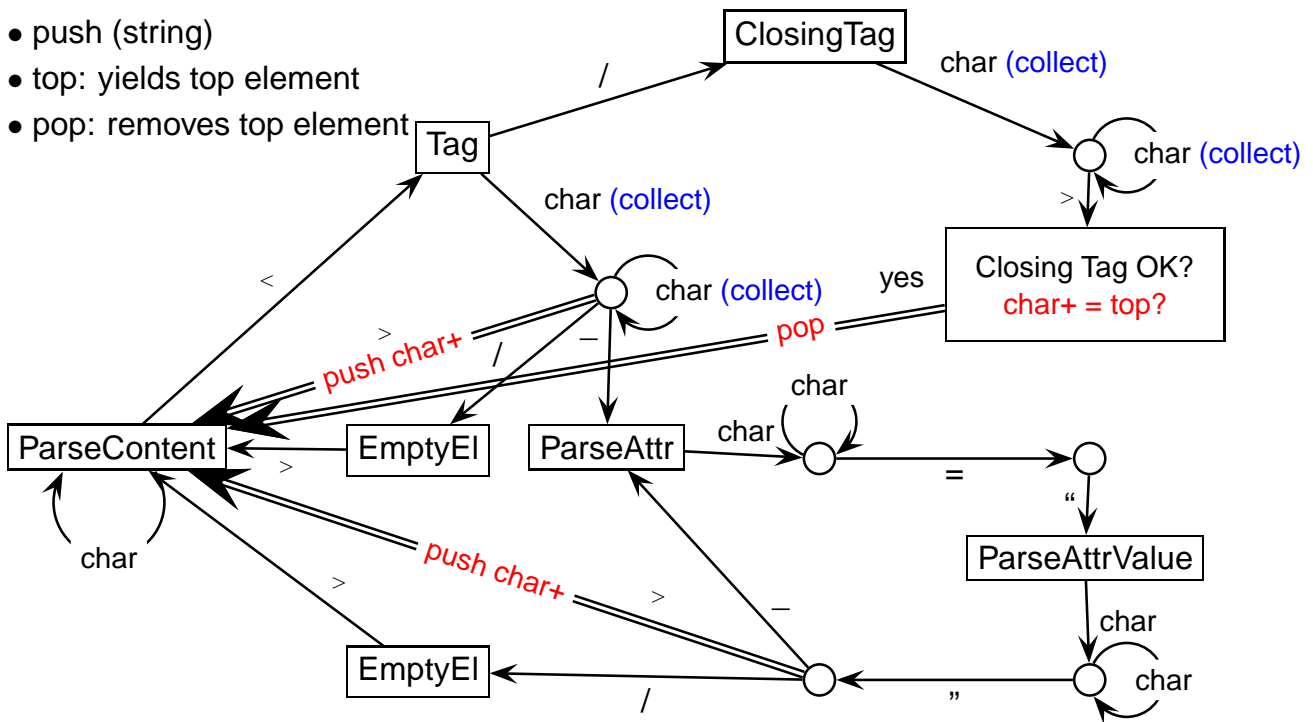 • push (string)
• top: yields top element
• pop: removes top element
ClosingTag
/
char (collect)
Tag
char (collect)
char (collect)
>
<
Closing Tag OK?
char+ = top?
yes
pop
char (collect)
>
push char+
/
_
char
ParseContent
EmptyEl
ParseAttr
char
>
=
“
char
ParseAttrValue
push char+
>
>
_
char
EmptyEl
/
”
char